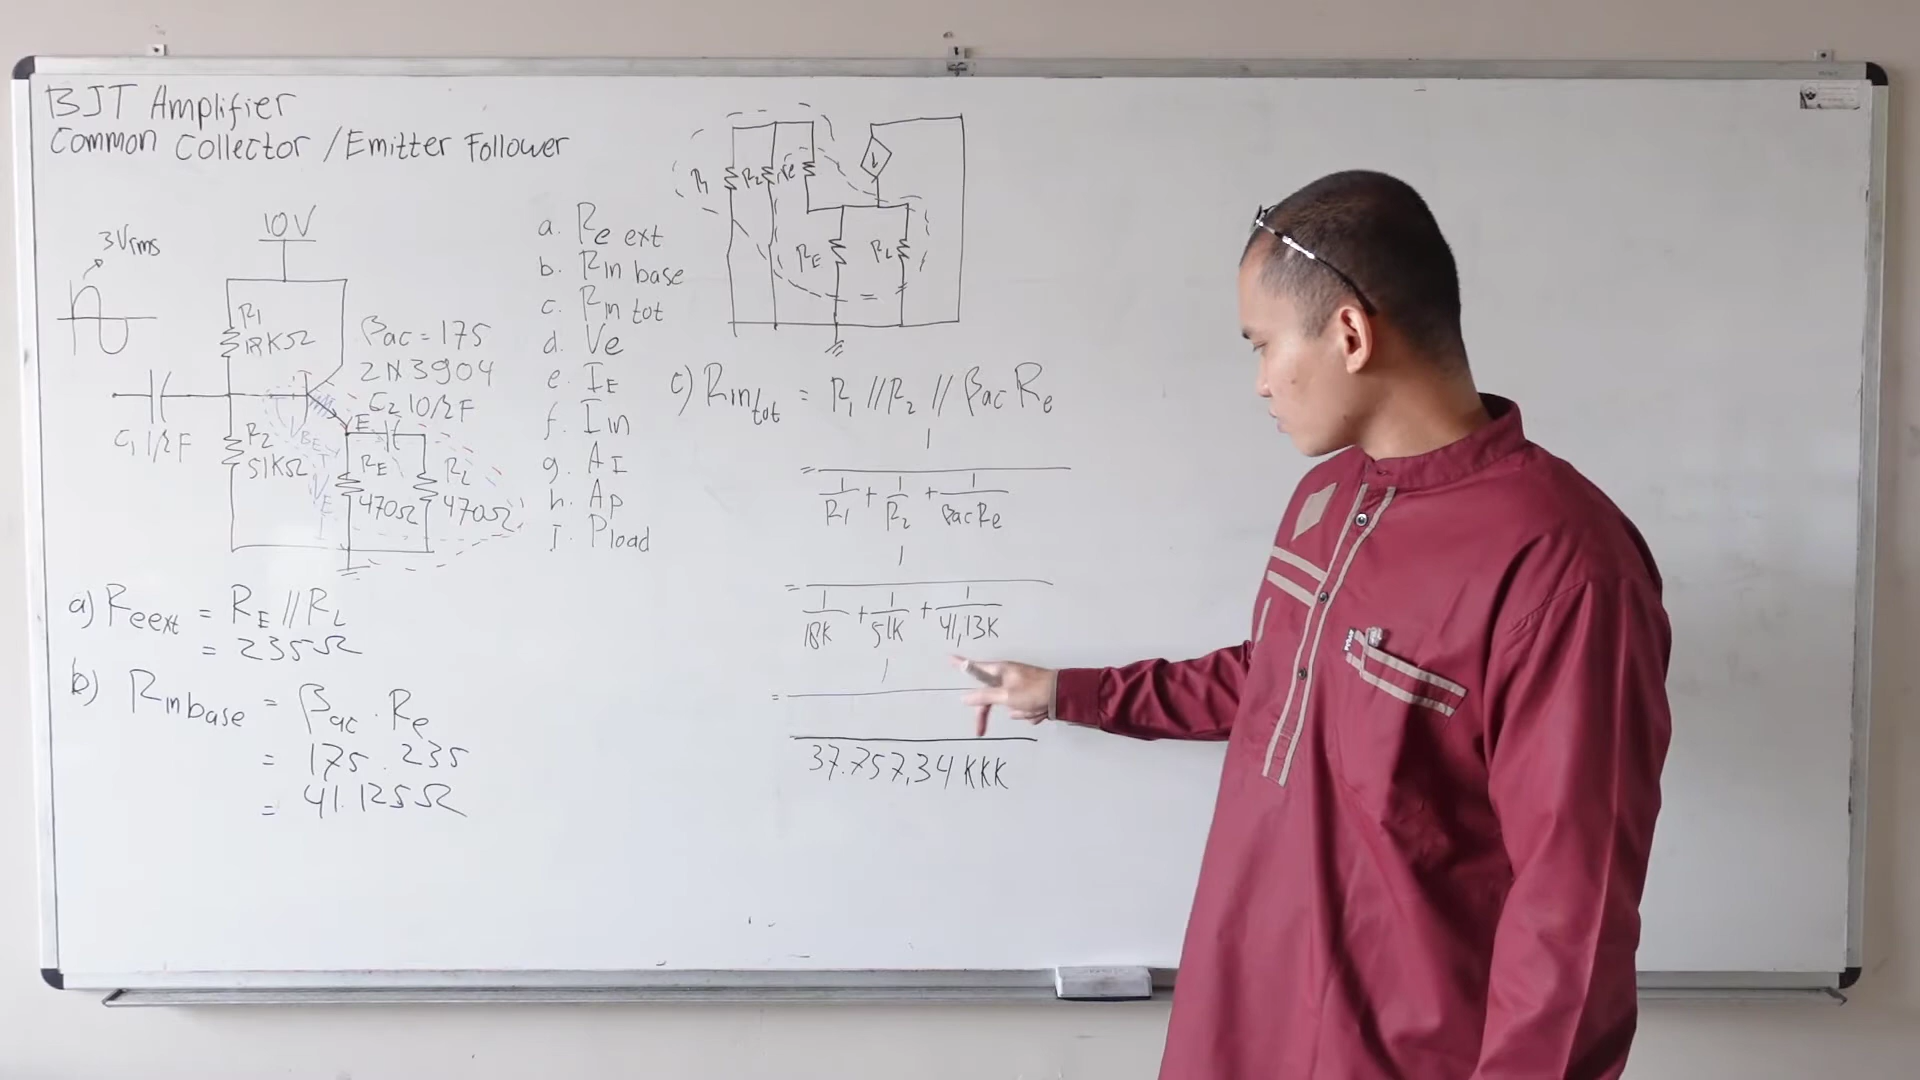 BJT Amplifier
Common Collector / Emitter Follower
3Vrms
10V
R1
18KΩ
βac = 175
2N3904
C2 10μF
C1 1μF
R2
51KΩ
VBE
VE
E
RE
470Ω
RL
470Ω
a. Re ext
b. Rin base
c. Rin tot
d. Ve
e. IE
f. Iin
g. AI
h. Ap
I. Pload
a) Re ext = RE // RL
= 235Ω
b) Rin base = βac . Re
= 175 . 235
= 41.125Ω
R1 R2 re
RE RL
c) Rin tot = R1 // R2 // βac Re
1
= 1/R1 + 1/R2 + 1/βac Re
1
= 1/18K + 1/51K + 1/41,13K
1
=
37.757,34 KKK